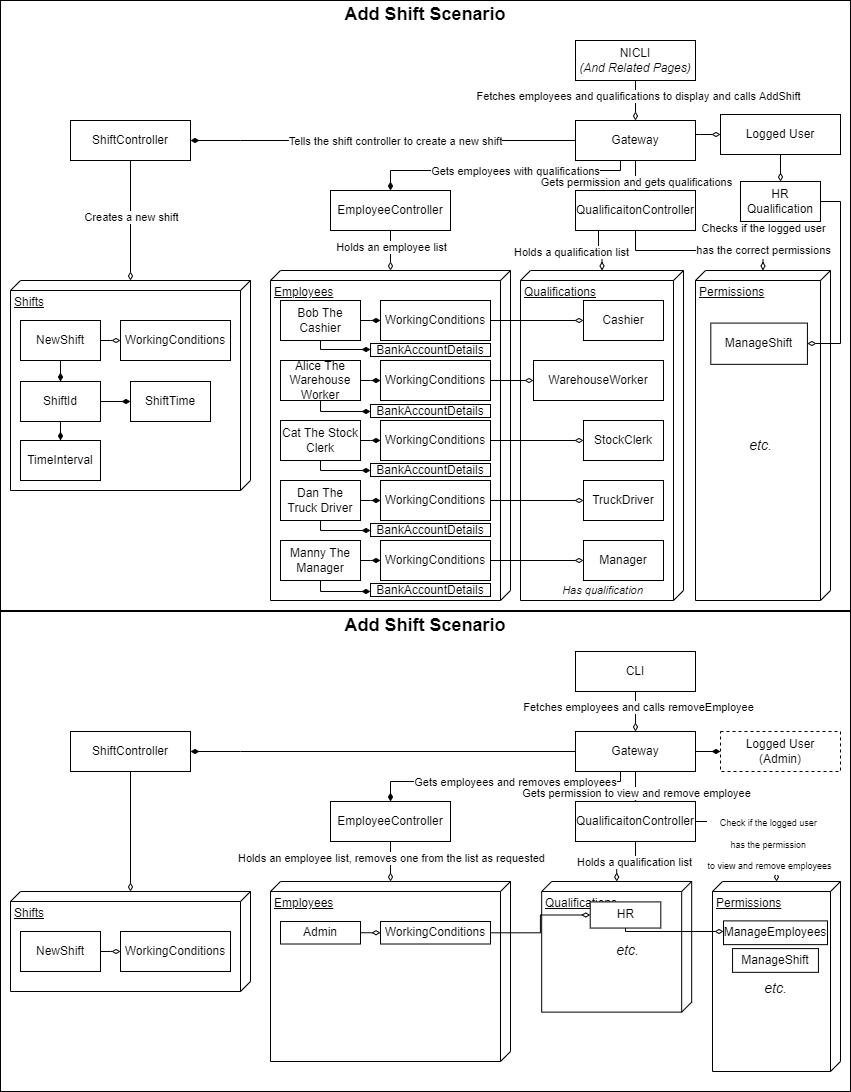 Add Shift Scenario
NICLI
(And Related Pages)
Fetches employees and qualifications to display and calls AddShift
ShiftController
Tells the shift controller to create a new shift
Gateway
Logged User
Gets employees with qualifications
Gets permission and gets qualifications
HR
Qualification
EmployeeController
QualificaitonController
Creates a new shift
Checks if the logged user
has the correct permissions
Holds an employee list
Holds a qualification list
Shifts
NewShift
WorkingConditions
ShiftId
ShiftTime
TimeInterval
Employees
Bob The
Cashier
WorkingConditions
BankAccountDetails
Alice The
Warehouse
Worker
WorkingConditions
BankAccountDetails
Cat The Stock
Clerk
WorkingConditions
BankAccountDetails
Dan The
Truck Driver
WorkingConditions
BankAccountDetails
Manny The
Manager
WorkingConditions
BankAccountDetails
Qualifications
Cashier
WarehouseWorker
StockClerk
TruckDriver
Manager
Has qualification
Permissions
ManageShift
etc.
Add Shift Scenario
CLI
Fetches employees and calls removeEmployee
ShiftController
Gateway
Logged User
(Admin)
Gets employees and removes employees
Gets permission to view and remove employee
EmployeeController
QualificaitonController
Check if the logged user
has the permission
to view and remove employees
Holds an employee list, removes one from the list as requested
Holds a qualification list
Shifts
NewShift
WorkingConditions
Employees
Admin
WorkingConditions
Qualifications
HR
etc.
Permissions
ManageEmployees
ManageShift
etc.